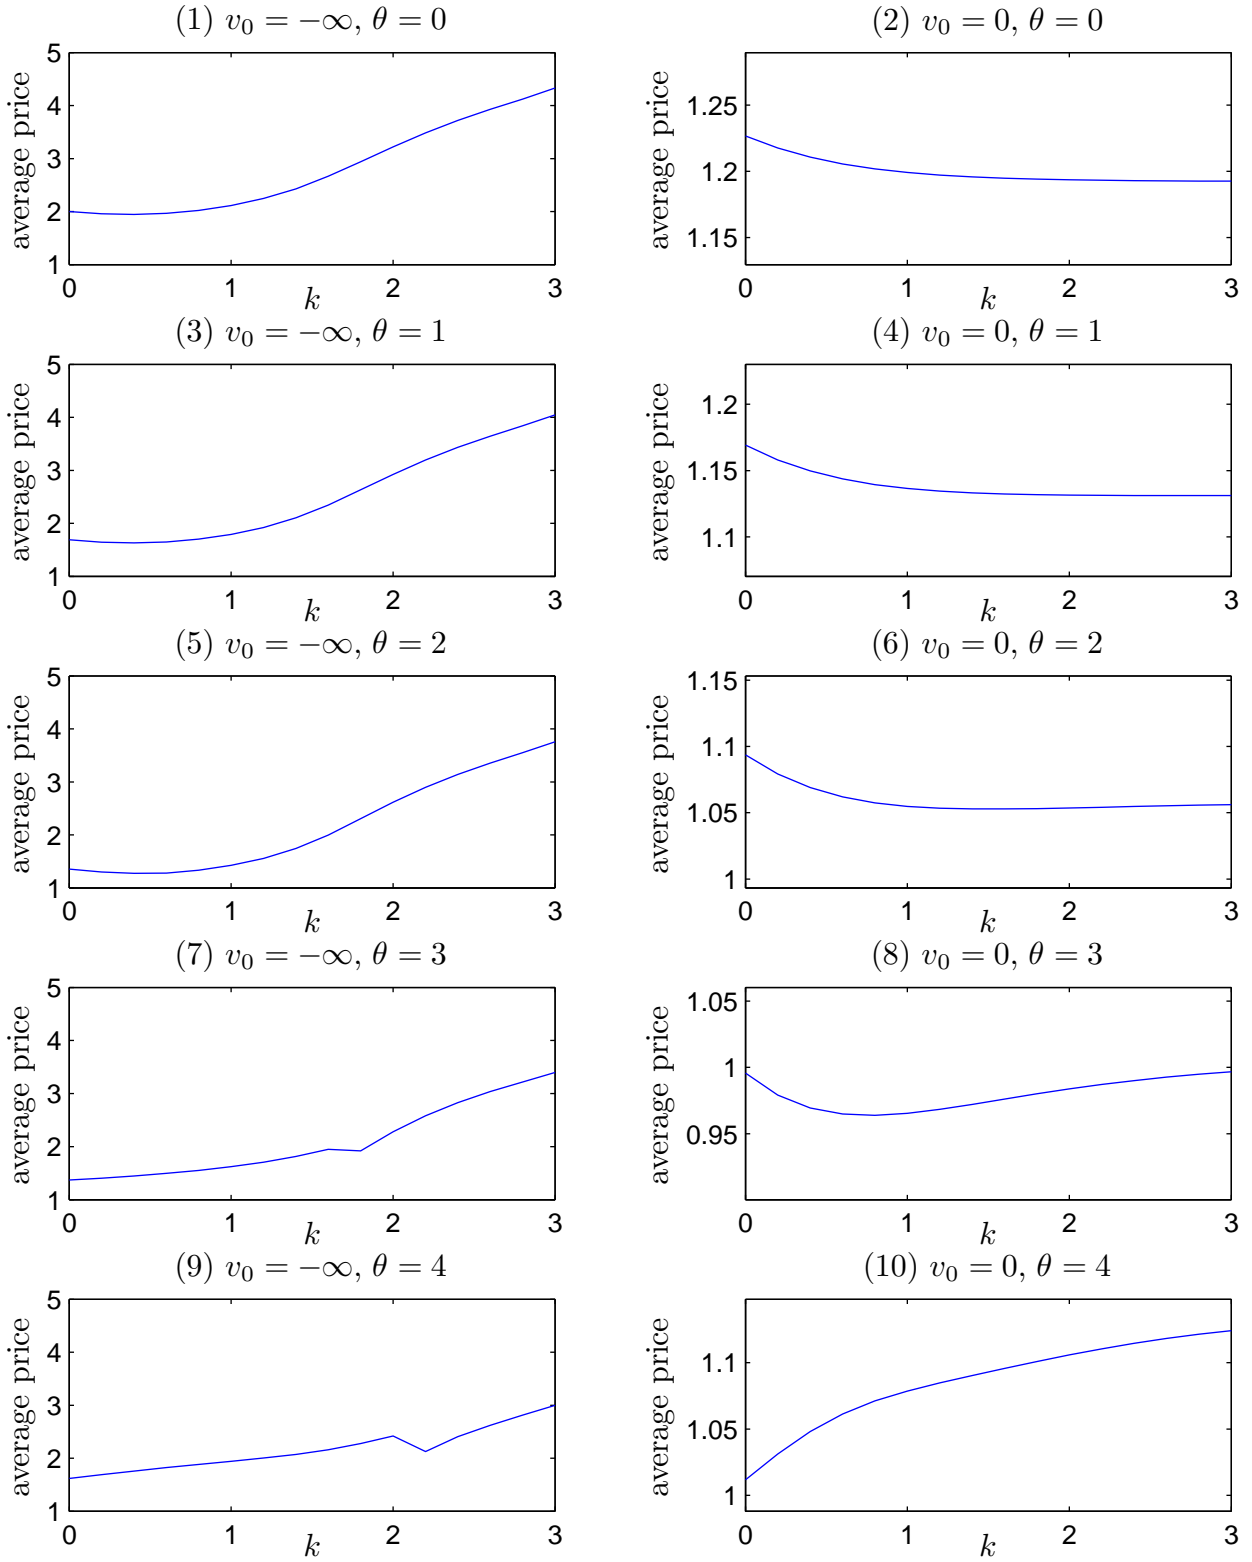 (1) v₀ = −∞, θ = 0
average price
5
4
3
2
1
0 1 2 3
k
(2) v₀ = 0, θ = 0
average price
1.25
1.2
1.15
0 1 2 3
k
(3) v₀ = −∞, θ = 1
average price
5
4
3
2
1
0 1 2 3
k
(4) v₀ = 0, θ = 1
average price
1.2
1.15
1.1
0 1 2 3
k
(5) v₀ = −∞, θ = 2
average price
5
4
3
2
1
0 1 2 3
k
(6) v₀ = 0, θ = 2
average price
1.15
1.1
1.05
1
0 1 2 3
k
(7) v₀ = −∞, θ = 3
average price
5
4
3
2
1
0 1 2 3
k
(8) v₀ = 0, θ = 3
average price
1.05
1
0.95
0 1 2 3
k
(9) v₀ = −∞, θ = 4
average price
5
4
3
2
1
0 1 2 3
k
(10) v₀ = 0, θ = 4
average price
1.1
1.05
1
0 1 2 3
k